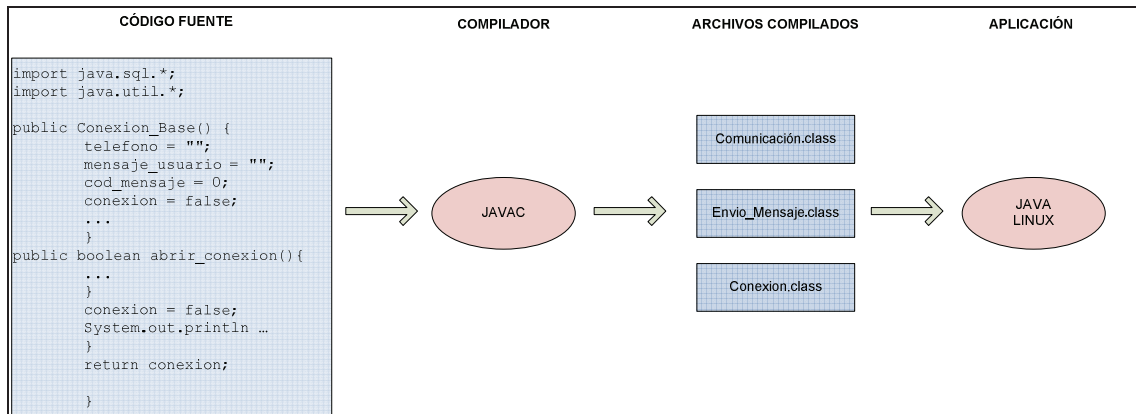 CÓDIGO FUENTE
COMPILADOR
ARCHIVOS COMPILADOS
APLICACIÓN
import java.sql.*;
import java.util.*;
public Conexion_Base() {
telefono = "";
mensaje_usuario = "";
cod_mensaje = 0;
conexion = false;
...
}
public boolean abrir_conexion(){
...
}
conexion = false;
System.out.println …
}
return conexion;
}
JAVAC
Comunicación.class
Envio_Mensaje.class
Conexion.class
JAVA
LINUX